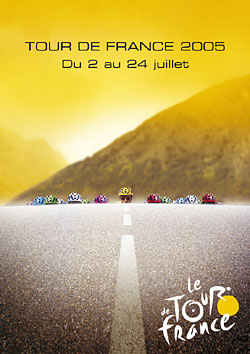 TOUR DE FRANCE 2005
Du 2 au 24 juillet
le
TOUR
de
france